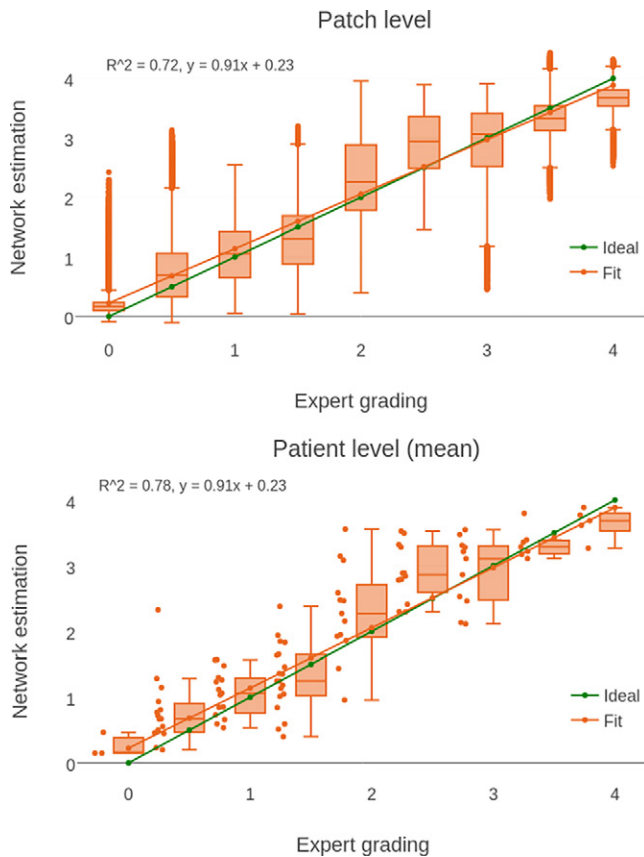 Patch level
R^2 = 0.72, y = 0.91x + 0.23
Network estimation
4
3
2
1
0
Ideal
Fit
0 1 2 3 4
Expert grading
Patient level (mean)
R^2 = 0.78, y = 0.91x + 0.23
Network estimation
4
3
2
1
0
Ideal
Fit
0 1 2 3 4
Expert grading